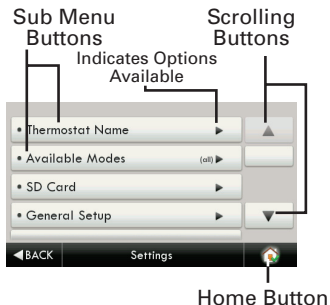 Sub Menu
Buttons
Scrolling
Buttons
Indicates Options
Available
• Thermostat Name
• Available Modes (all)
• SD Card
• General Setup
BACK Settings
Home Button